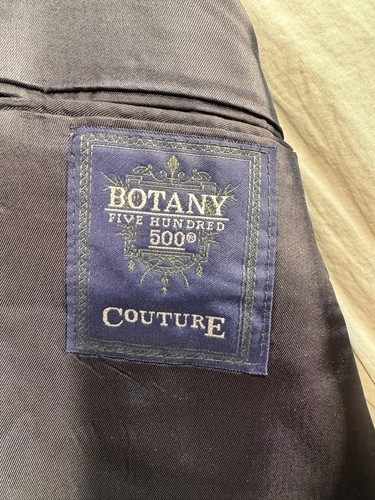 BOTANY
FIVE HUNDRED
500®
COUTURE